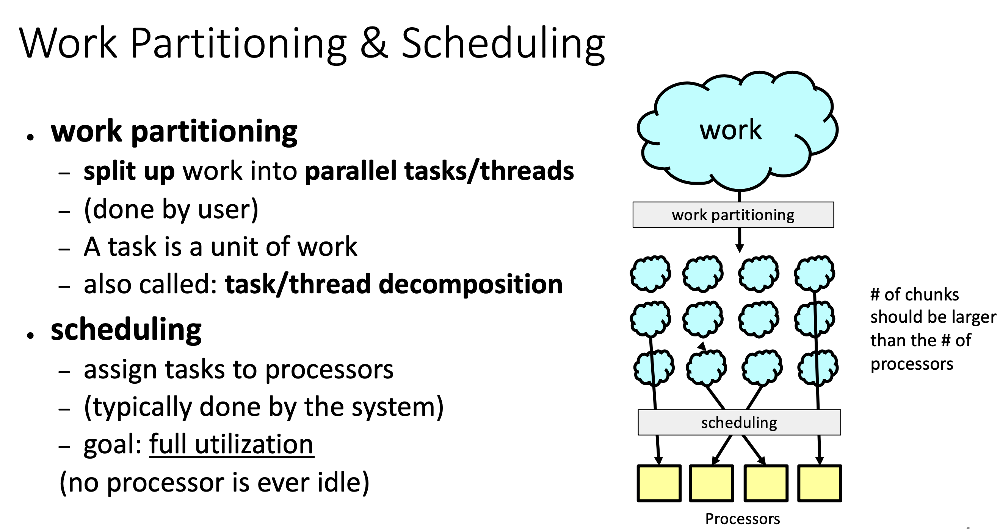 Work Partitioning & Scheduling
• work partitioning
– split up work into parallel tasks/threads
– (done by user)
– A task is a unit of work
– also called: task/thread decomposition
• scheduling
– assign tasks to processors
– (typically done by the system)
– goal: full utilization
(no processor is ever idle)
work
work partitioning
# of chunks
should be larger
than the # of
processors
scheduling
Processors